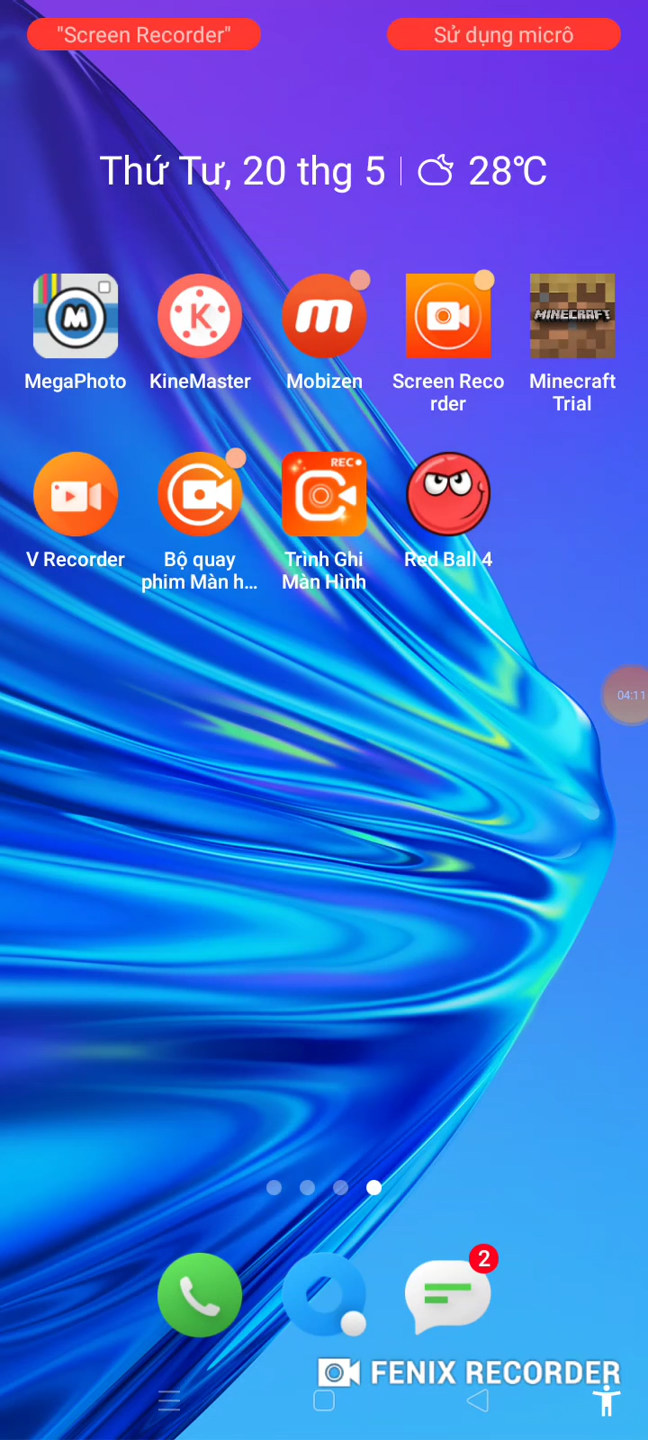 "Screen Recorder" Sử dụng micrô
Thứ Tư, 20 thg 5 28℃
MegaPhoto KineMaster Mobizen Screen Reco MINECRAFT Minecraft
rder Trial
REC
V Recorder Bộ quay Trình Ghi Red Ball 4
phim Màn h... Màn Hình
04:11
2
FENIX RECORDER